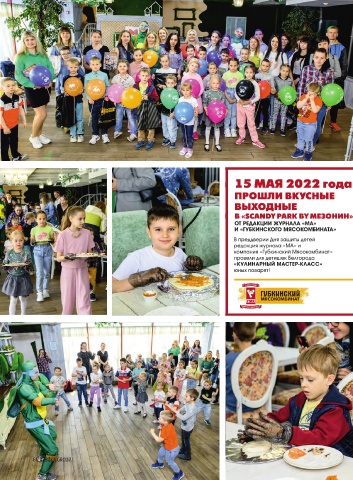 15 МАЯ 2022 года
ПРОШЛИ ВКУСНЫЕ
ВЫХОДНЫЕ
В «SCANDY PARK BY МЕЗОНИН»
ОТ РЕДАКЦИИ ЖУРНАЛА «МА»
И «ГУБКИНСКОГО МЯСОКОМБИНАТА»
В преддверии Дня защиты детей
редакция журнала «МА» и
компания «Губкинский Мясокомбинат»
провели для детишек Белгорода
«КУЛИНАРНЫЙ МАСТЕР-КЛАСС»
юных поварят!
ГУБКИНСКИЙ
МЯСОКОМБИНАТ